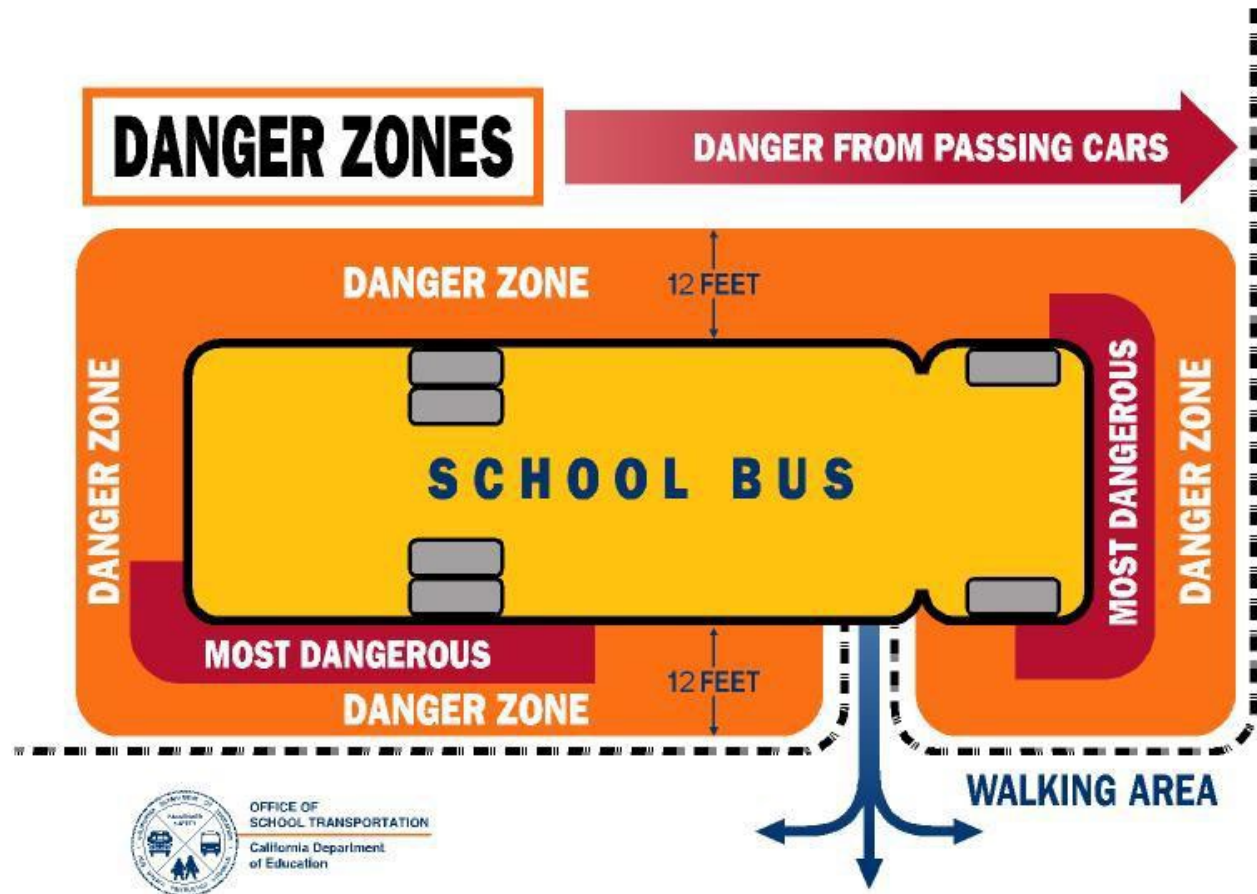 DANGER ZONES
DANGER FROM PASSING CARS
DANGER ZONE
12 FEET
DANGER ZONE
MOST DANGEROUS
DANGER ZONE
SCHOOL BUS
MOST DANGEROUS
12 FEET
DANGER ZONE
WALKING AREA
OFFICE OF
SCHOOL TRANSPORTATION
California Department
of Education